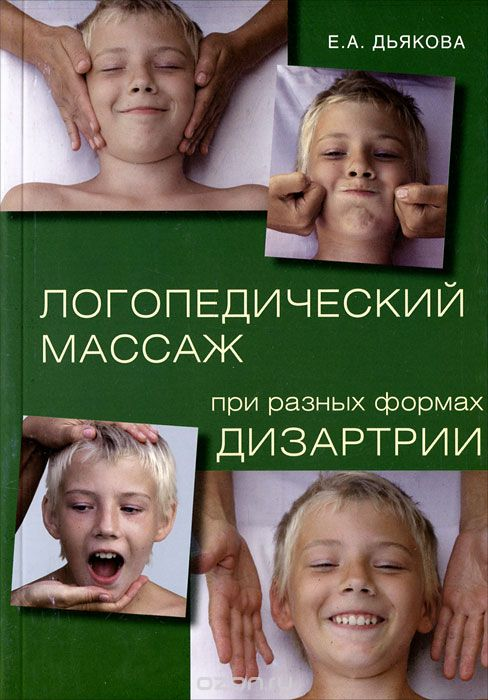 Е.А. ДЬЯКОВА
ЛОГОПЕДИЧЕСКИЙ
МАССАЖ
при разных формах
ДИЗАРТРИИ
ozon.ru